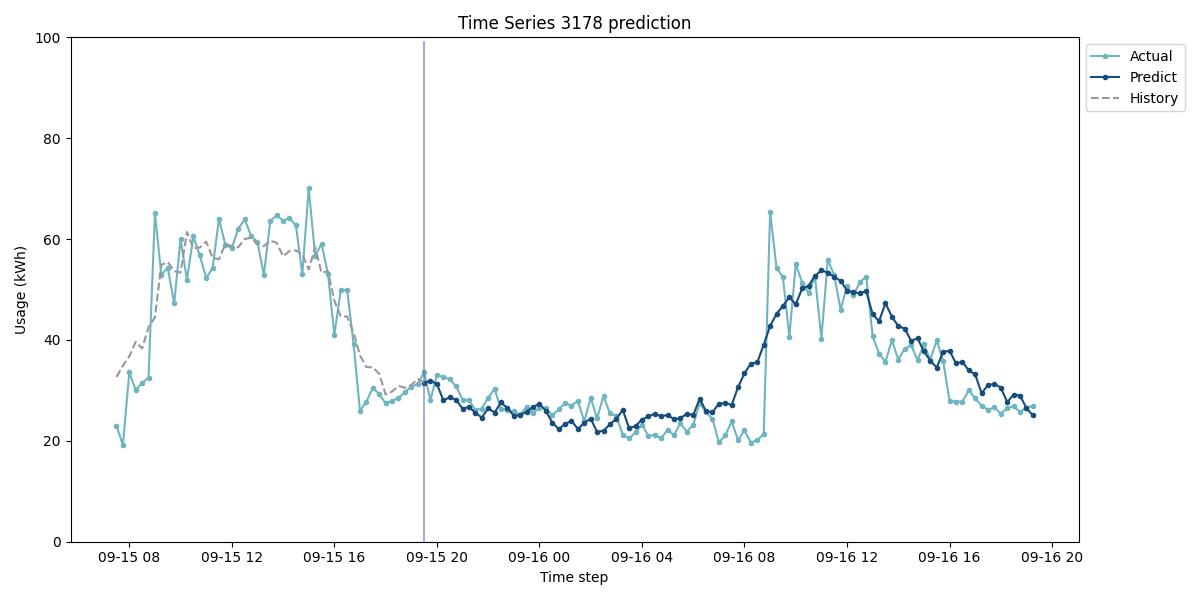 Time Series 3178 prediction
Actual
Predict
History
Usage (kWh)
100
80
60
40
20
0
09-15 08
09-15 12
09-15 16
09-15 20
09-16 00
09-16 04
09-16 08
09-16 12
09-16 16
09-16 20
Time step